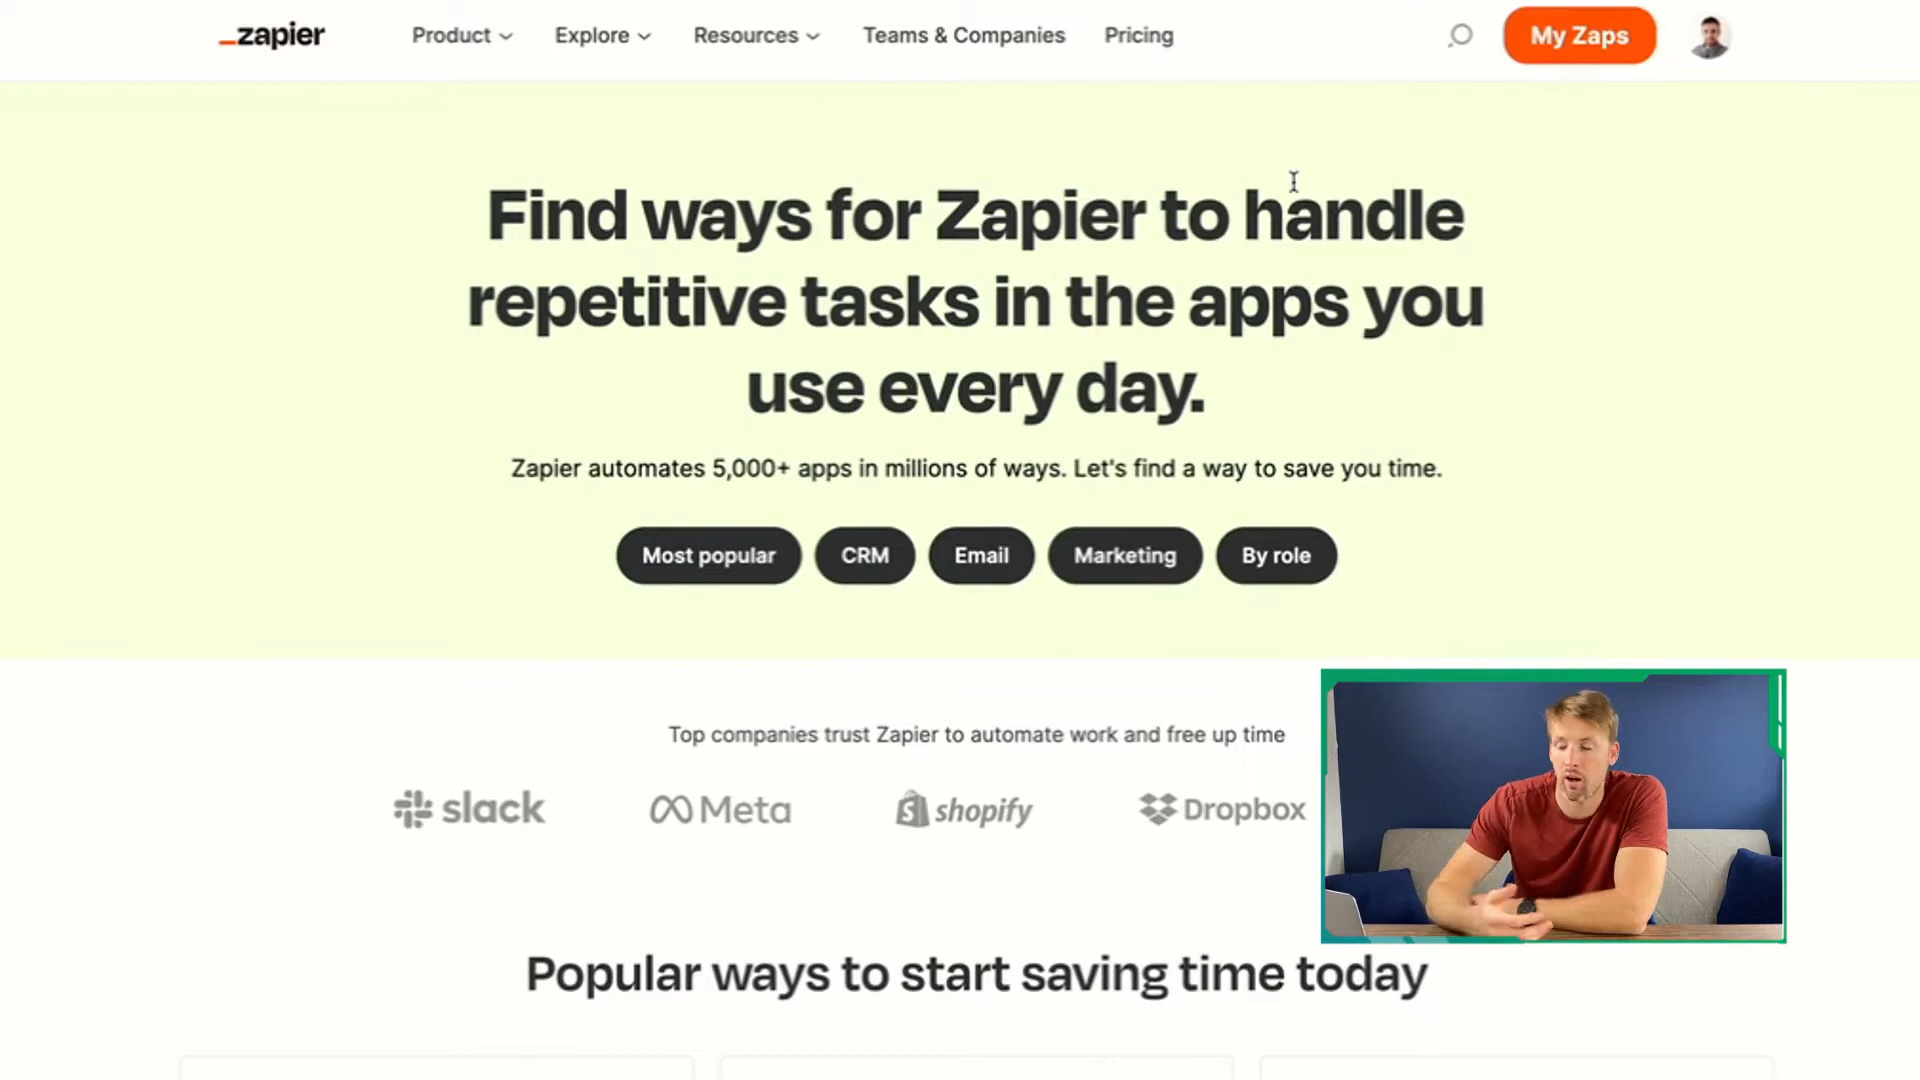 zapier
Product
Explore
Resources
Teams & Companies
Pricing
My Zaps
Find ways for Zapier to handle
repetitive tasks in the apps you
use every day.
Zapier automates 5,000+ apps in millions of ways. Let's find a way to save you time.
Most popular
CRM
Email
Marketing
By role
Top companies trust Zapier to automate work and free up time
slack
Meta
shopify
Dropbox
Popular ways to start saving time today